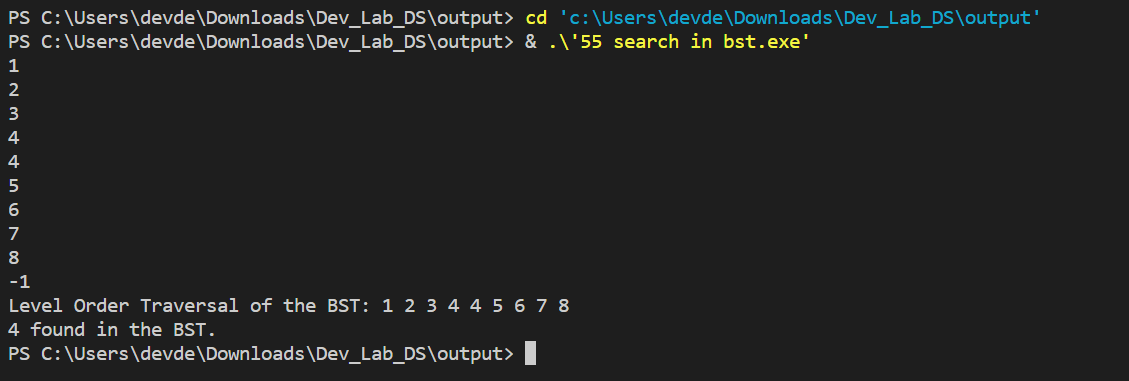 PS C:\Users\devde\Downloads\Dev_Lab_DS\output> cd 'c:\Users\devde\Downloads\Dev_Lab_DS\output'
PS C:\Users\devde\Downloads\Dev_Lab_DS\output> & .\'55 search in bst.exe'
1
2
3
4
4
5
6
7
8
-1
Level Order Traversal of the BST: 1 2 3 4 4 5 6 7 8
4 found in the BST.
PS C:\Users\devde\Downloads\Dev_Lab_DS\output>